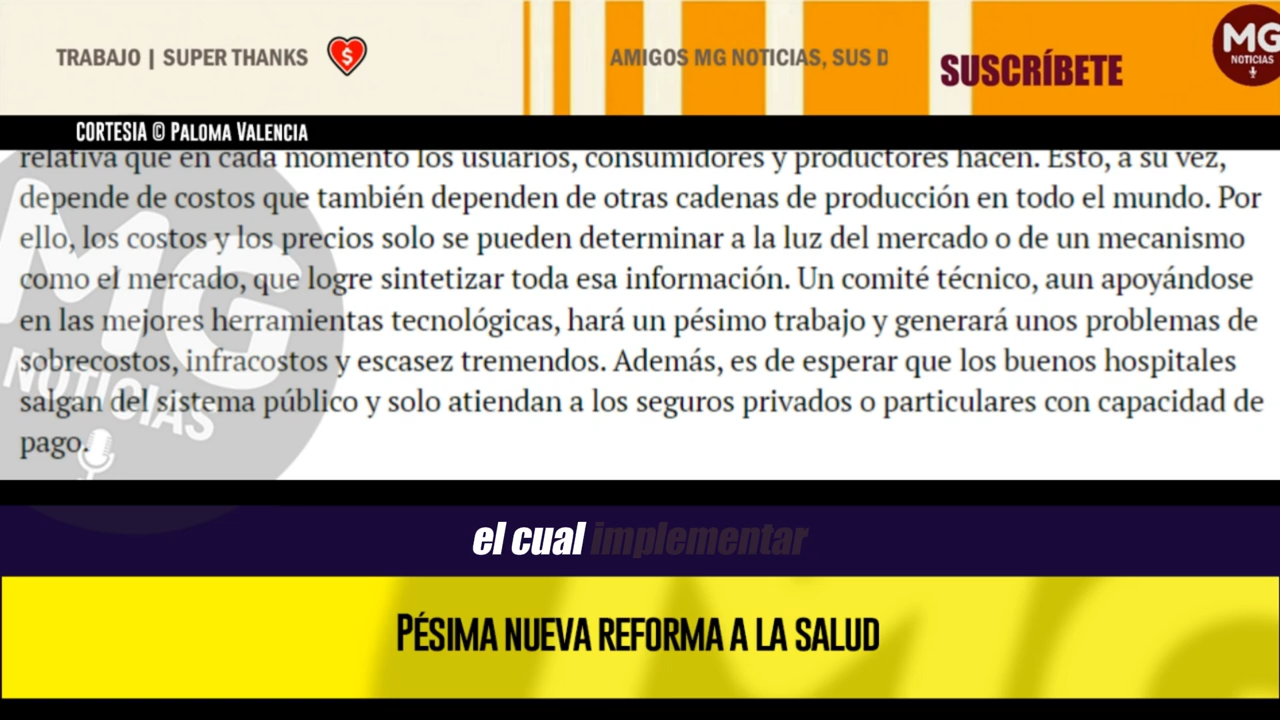 TRABAJO | SUPER THANKS
$
AMIGOS MG NOTICIAS, SUS D
SUSCRÍBETE
MG
NOTICIAS
CORTESIA © PALOMA VALENCIA
relativa que en cada momento los usuarios, consumidores y productores hacen. Esto, a su vez,
depende de costos que también dependen de otras cadenas de producción en todo el mundo. Por
ello, los costos y los precios solo se pueden determinar a la luz del mercado o de un mecanismo
como el mercado, que logre sintetizar toda esa información. Un comité técnico, aun apoyándose
en las mejores herramientas tecnológicas, hará un pésimo trabajo y generará unos problemas de
sobrecostos, infracostos y escasez tremendos. Además, es de esperar que los buenos hospitales
salgan del sistema público y solo atiendan a los seguros privados o particulares con capacidad de
pago.
MG
NOTICIAS
el cual implementar
PÉSIMA NUEVA REFORMA A LA SALUD